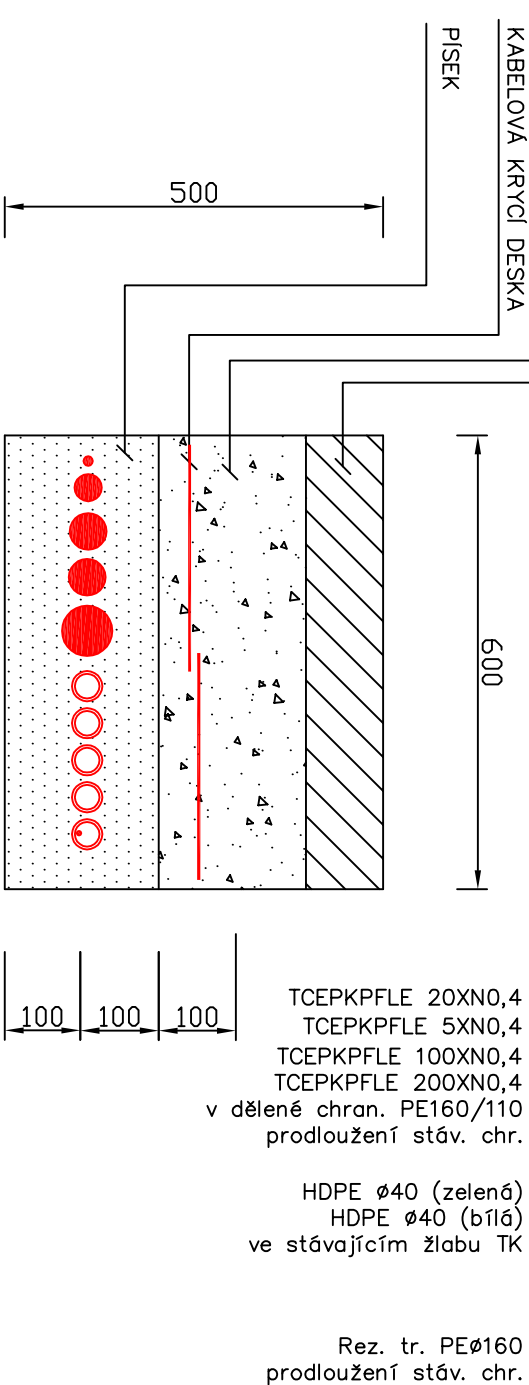 KABELOVÁ KRYCÍ DESKA
PÍSEK
500
600
100
100
100
TCEPKPFLE 20XN0,4
TCEPKPFLE 5XN0,4
TCEPKPFLE 100XN0,4
TCEPKPFLE 200XN0,4
v dělené chran. PE160/110
prodloužení stáv. chr.
HDPE ø40 (zelená)
HDPE ø40 (bílá)
ve stávajícím žlabu TK
Rez. tr. PEø160
prodloužení stáv. chr.